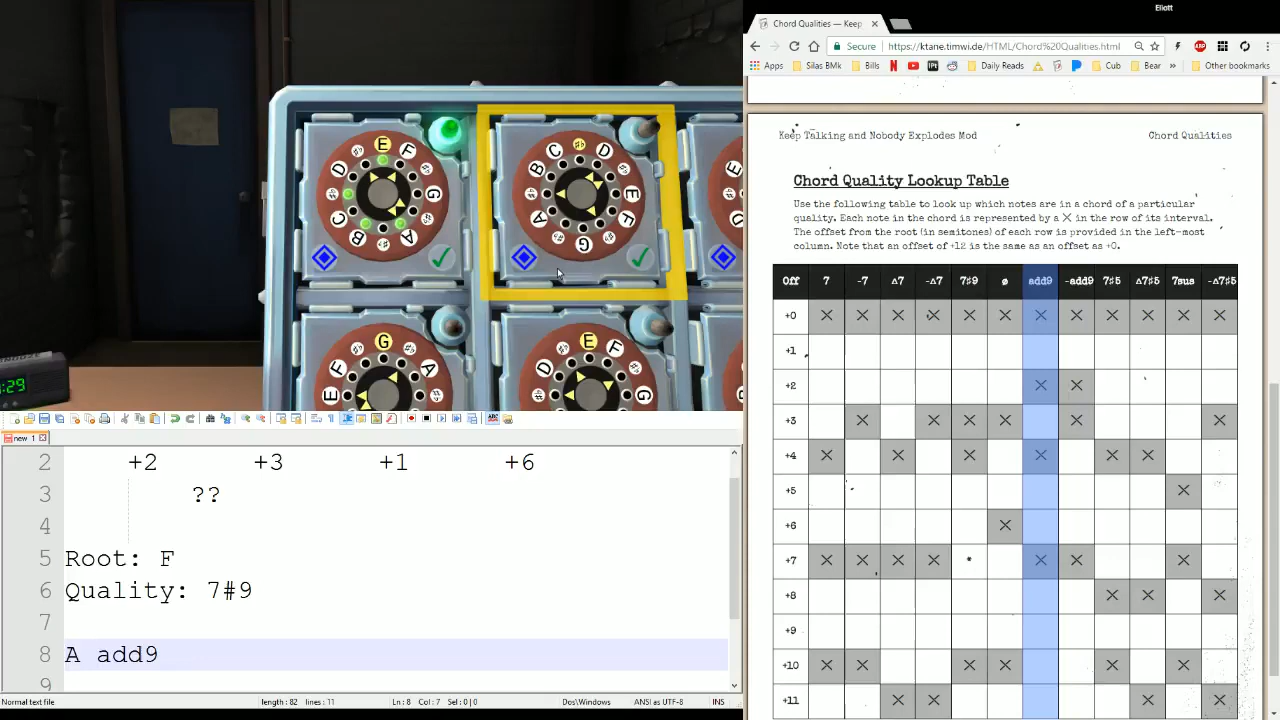 Eliott
Chord Qualities — Keep
Secure
https://ktane.timwi.de/HTML/Chord%20Qualities.html
Apps Silas BMk Bills Daily Reads Cub Bear » Other bookmarks
Keep Talking and Nobody Explodes Mod
Chord Qualities
Chord Quality Lookup Table
Use the following table to look up which notes are in a chord of a particular
quality. Each note in the chord is represented by a ✕ in the row of its interval.
The offset from the root (in semitones) of each row is provided in the left-most
column. Note that an offset of +12 is the same as an offset as +0.
Off 7 -7 Δ7 -Δ7 7♯9 ø add9 -add9 7♯5 Δ7♯5 7sus -Δ7♯5
+0 ✕ ✕ ✕ ✕ ✕ ✕ ✕ ✕ ✕ ✕ ✕ ✕
+1
+2 ✕ ✕
+3 ✕ ✕ ✕ ✕ ✕ ✕
+4 ✕ ✕ ✕ ✕ ✕ ✕
+5 ✕
+6 ✕
+7 ✕ ✕ ✕ ✕ ✕ ✕ ✕
+8 ✕ ✕ ✕
+9
+10 ✕ ✕ ✕ ✕ ✕ ✕
+11 ✕ ✕ ✕ ✕
E F ♯ G ♯ A ♯ B C ♯ D ♯
♯ D ♯ E F ♯ G ♯ A ♯ B C
:29
new 1
2 +2 +3 +1 +6
3 ??
4
5 Root: F
6 Quality: 7#9
7
8 A add9
9
Normal text file
length : 82 lines : 11
Ln : 8 Col : 7 Sel : 0 | 0
Dos\Windows
ANSI as UTF-8
INS